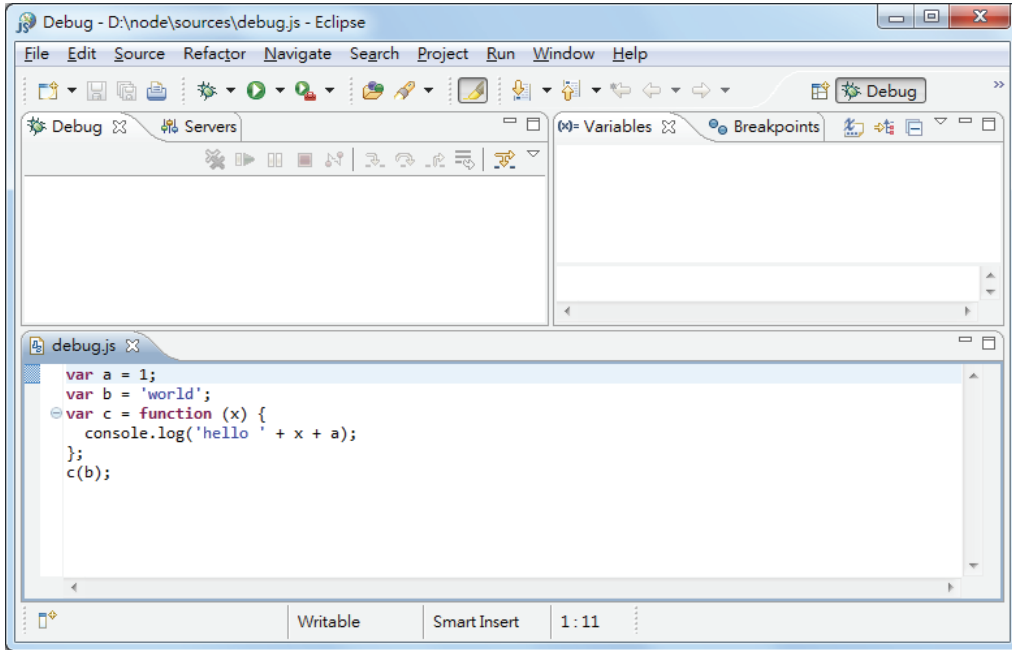 Debug - D:\node\sources\debug.js - Eclipse
File Edit Source Refactor Navigate Search Project Run Window Help
Debug
Debug Servers
(x)= Variables Breakpoints
debug.js
var a = 1;
var b = 'world';
var c = function (x) {
  console.log('hello ' + x + a);
};
c(b);
Writable Smart Insert 1 : 11